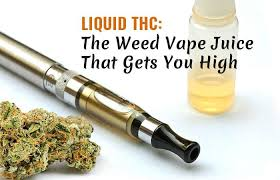 LIQUID THC:
The Weed Vape Juice
That Gets You High